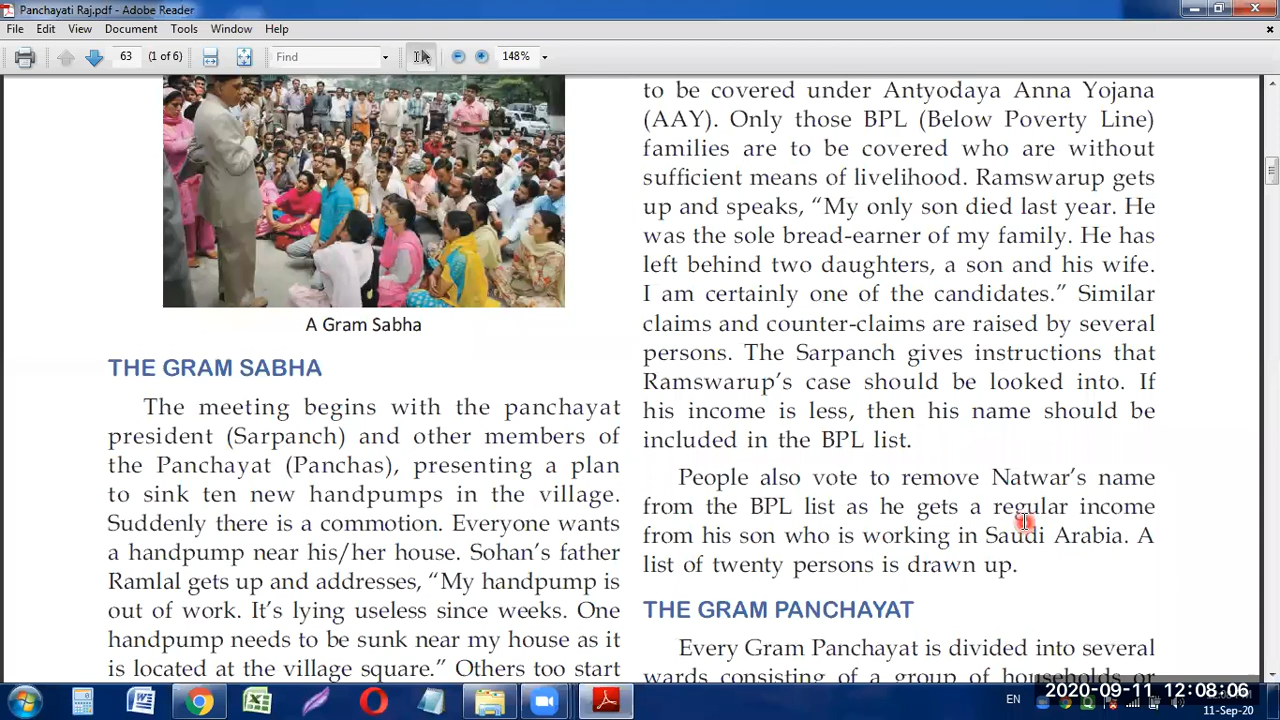 Panchayati Raj.pdf - Adobe Reader
File Edit View Document Tools Window Help
63 (1 of 6) Find 148%
A Gram Sabha
THE GRAM SABHA
The meeting begins with the panchayat
president (Sarpanch) and other members of
the Panchayat (Panchas), presenting a plan
to sink ten new handpumps in the village.
Suddenly there is a commotion. Everyone wants
a handpump near his/her house. Sohan's father
Ramlal gets up and addresses, “My handpump is
out of work. It's lying useless since weeks. One
handpump needs to be sunk near my house as it
is located at the village square.” Others too start
to be covered under Antyodaya Anna Yojana
(AAY). Only those BPL (Below Poverty Line)
families are to be covered who are without
sufficient means of livelihood. Ramswarup gets
up and speaks, “My only son died last year. He
was the sole bread-earner of my family. He has
left behind two daughters, a son and his wife.
I am certainly one of the candidates.” Similar
claims and counter-claims are raised by several
persons. The Sarpanch gives instructions that
Ramswarup's case should be looked into. If
his income is less, then his name should be
included in the BPL list.
People also vote to remove Natwar's name
from the BPL list as he gets a regular income
from his son who is working in Saudi Arabia. A
list of twenty persons is drawn up.
THE GRAM PANCHAYAT
Every Gram Panchayat is divided into several
wards consisting of a group of households or
EN
2020-09-11 12:08:06
11-Sep-20